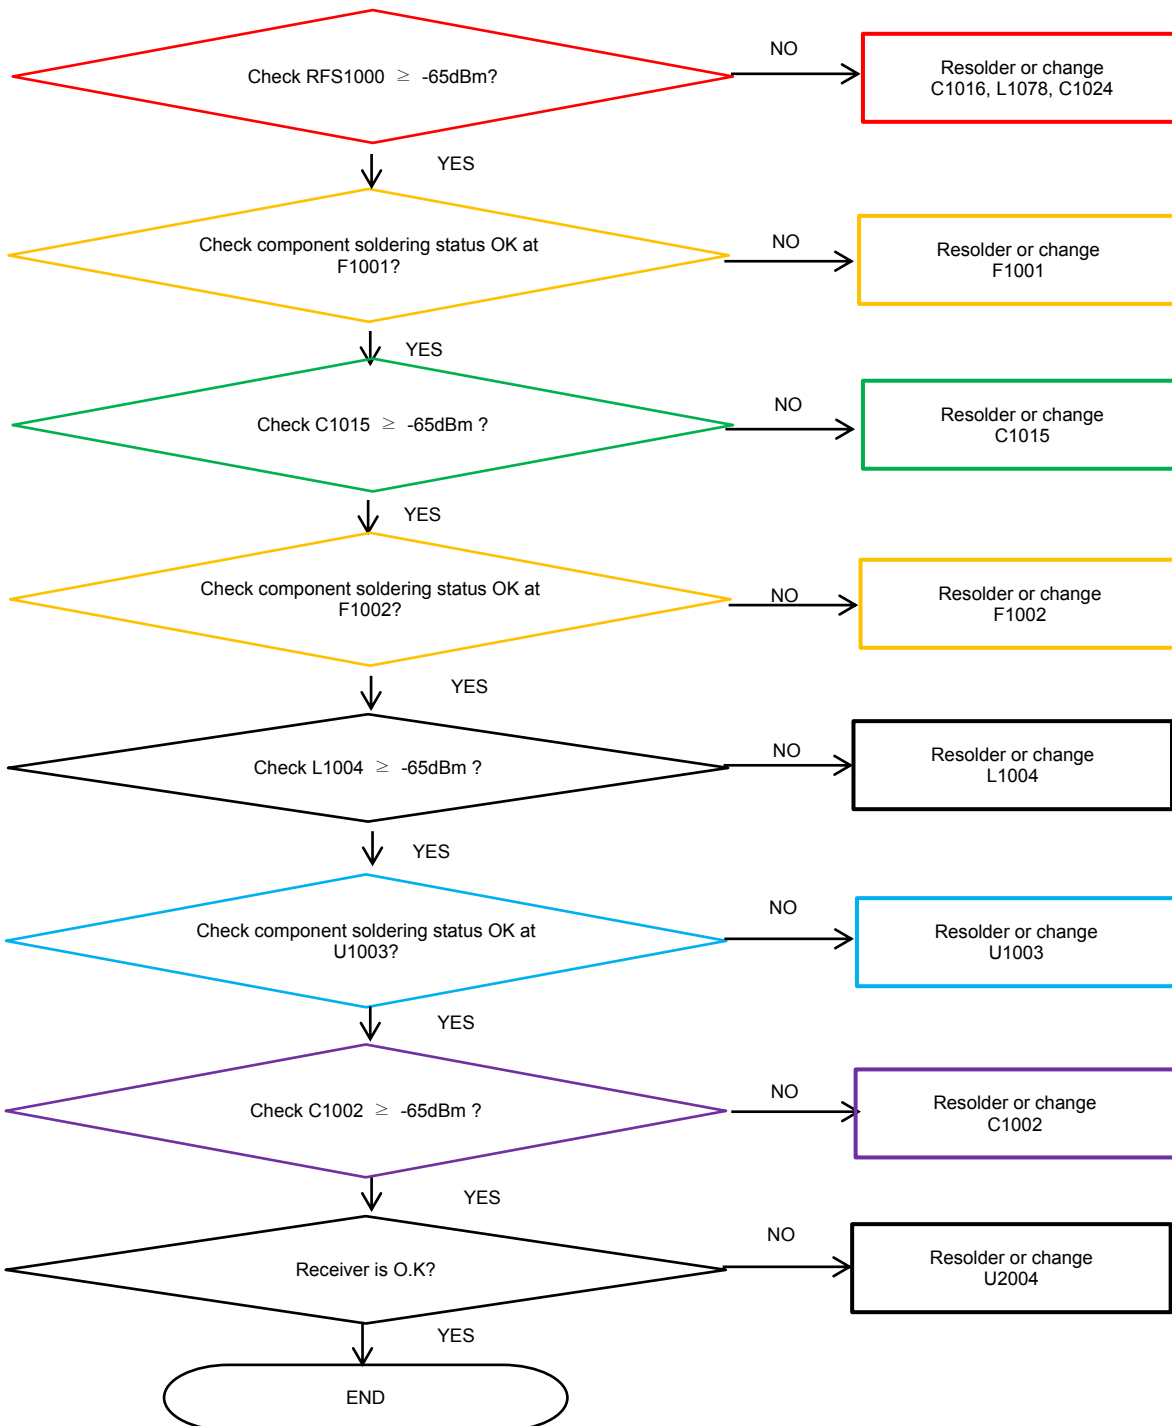 Check RFS1000 ≥ -65dBm?
NO
Resolder or change
C1016, L1078, C1024
YES
Check component soldering status OK at
F1001?
NO
Resolder or change
F1001
YES
Check C1015 ≥ -65dBm ?
NO
Resolder or change
C1015
YES
Check component soldering status OK at
F1002?
NO
Resolder or change
F1002
YES
Check L1004 ≥ -65dBm ?
NO
Resolder or change
L1004
YES
Check component soldering status OK at
U1003?
NO
Resolder or change
U1003
YES
Check C1002 ≥ -65dBm ?
NO
Resolder or change
C1002
YES
Receiver is O.K?
NO
Resolder or change
U2004
YES
END